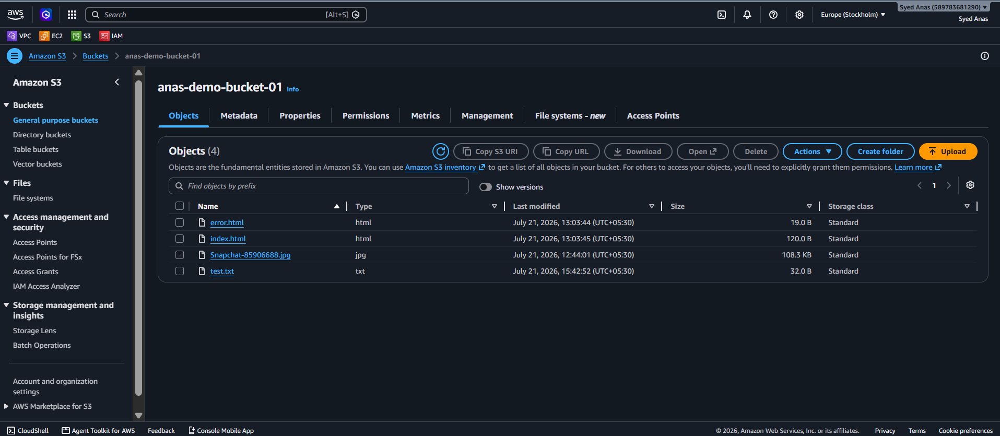 aws
Search [Alt+S]
Europe (Stockholm)
Syed Anas (589783681290)
Syed Anas
VPC EC2 S3 IAM
Amazon S3 > Buckets > anas-demo-bucket-01
Amazon S3
Buckets
General purpose buckets
Directory buckets
Table buckets
Vector buckets
Files
File systems
Access management and
security
Access Points
Access Points for FSx
Access Grants
IAM Access Analyzer
Storage management and
insights
Storage Lens
Batch Operations
Account and organization
settings
AWS Marketplace for S3
anas-demo-bucket-01 Info
Objects Metadata Properties Permissions Metrics Management File systems - new Access Points
Objects (4)
Copy S3 URI Copy URL Download Open Delete Actions Create folder Upload
Objects are the fundamental entities stored in Amazon S3. You can use Amazon S3 inventory to get a list of all objects in your bucket. For others to access your objects, you'll need to explicitly grant them permissions. Learn more
Find objects by prefix
Show versions
1
Name Type Last modified Size Storage class
error.html html July 21, 2026, 13:03:44 (UTC+05:30) 19.0 B Standard
index.html html July 21, 2026, 13:03:45 (UTC+05:30) 120.0 B Standard
Snapchat-85906688.jpg jpg July 21, 2026, 12:44:01 (UTC+05:30) 108.3 KB Standard
test.txt txt July 21, 2026, 15:42:52 (UTC+05:30) 32.0 B Standard
CloudShell Agent Toolkit for AWS Feedback Console Mobile App
© 2026, Amazon Web Services, Inc. or its affiliates. Privacy Terms Cookie preferences